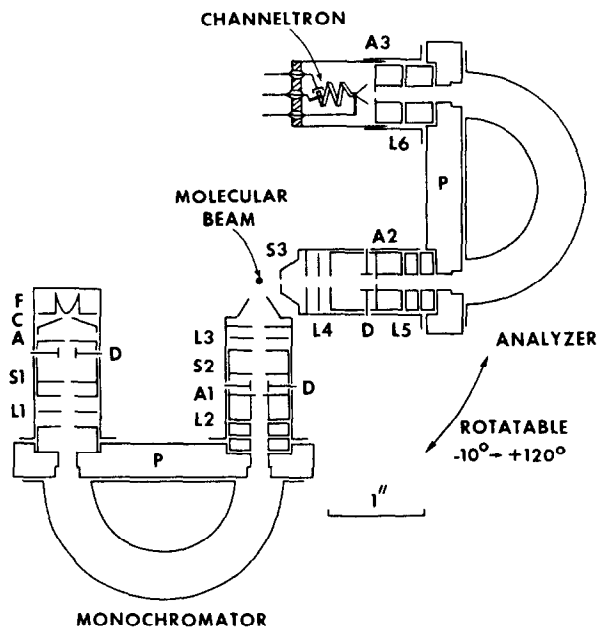 CHANNELTRON
A3
L6
P
MOLECULAR
BEAM
S3
A2
L4
D
L5
ANALYZER
ROTATABLE
-10°→ +120°
F
C
A
D
S1
L1
L3
S2
A1
D
L2
P
1"
MONOCHROMATOR